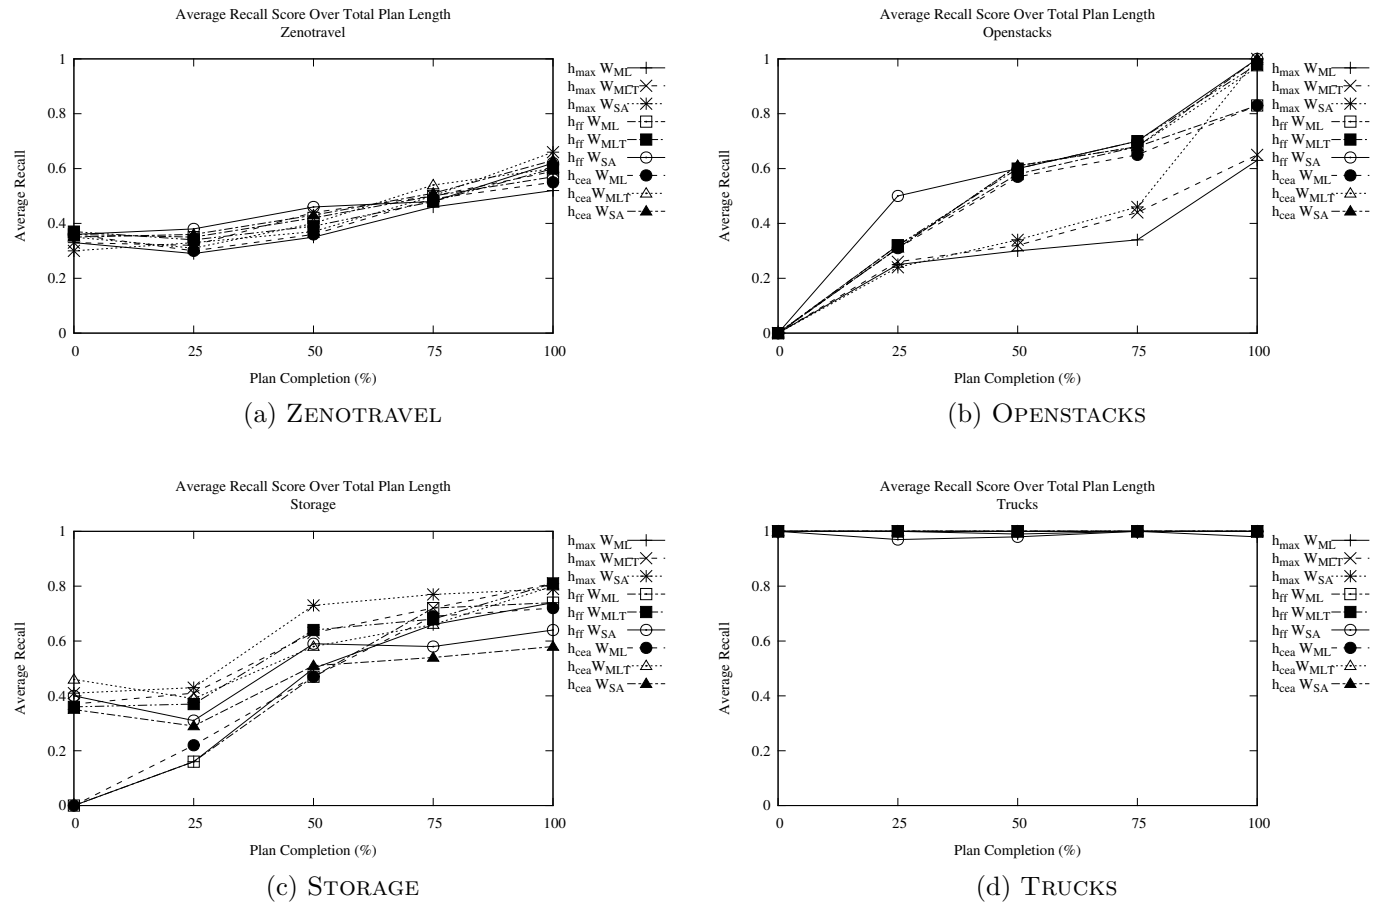 Average Recall Score Over Total Plan Length
Zenotravel
Average Recall
1
0.8
0.6
0.4
0.2
0
0 25 50 75 100
Plan Completion (%)
h_max W_ML
h_max W_MLT
h_max W_SA
h_ff W_ML
h_ff W_MLT
h_ff W_SA
h_cea W_ML
h_cea W_MLT
h_cea W_SA
(a) ZENOTRAVEL
Average Recall Score Over Total Plan Length
Openstacks
Average Recall
1
0.8
0.6
0.4
0.2
0
0 25 50 75 100
Plan Completion (%)
h_max W_ML
h_max W_MLT
h_max W_SA
h_ff W_ML
h_ff W_MLT
h_ff W_SA
h_cea W_ML
h_cea W_MLT
h_cea W_SA
(b) OPENSTACKS
Average Recall Score Over Total Plan Length
Storage
Average Recall
1
0.8
0.6
0.4
0.2
0
0 25 50 75 100
Plan Completion (%)
h_max W_ML
h_max W_MLT
h_max W_SA
h_ff W_ML
h_ff W_MLT
h_ff W_SA
h_cea W_ML
h_cea W_MLT
h_cea W_SA
(c) STORAGE
Average Recall Score Over Total Plan Length
Trucks
Average Recall
1
0.8
0.6
0.4
0.2
0
0 25 50 75 100
Plan Completion (%)
h_max W_ML
h_max W_MLT
h_max W_SA
h_ff W_ML
h_ff W_MLT
h_ff W_SA
h_cea W_ML
h_cea W_MLT
h_cea W_SA
(d) TRUCKS